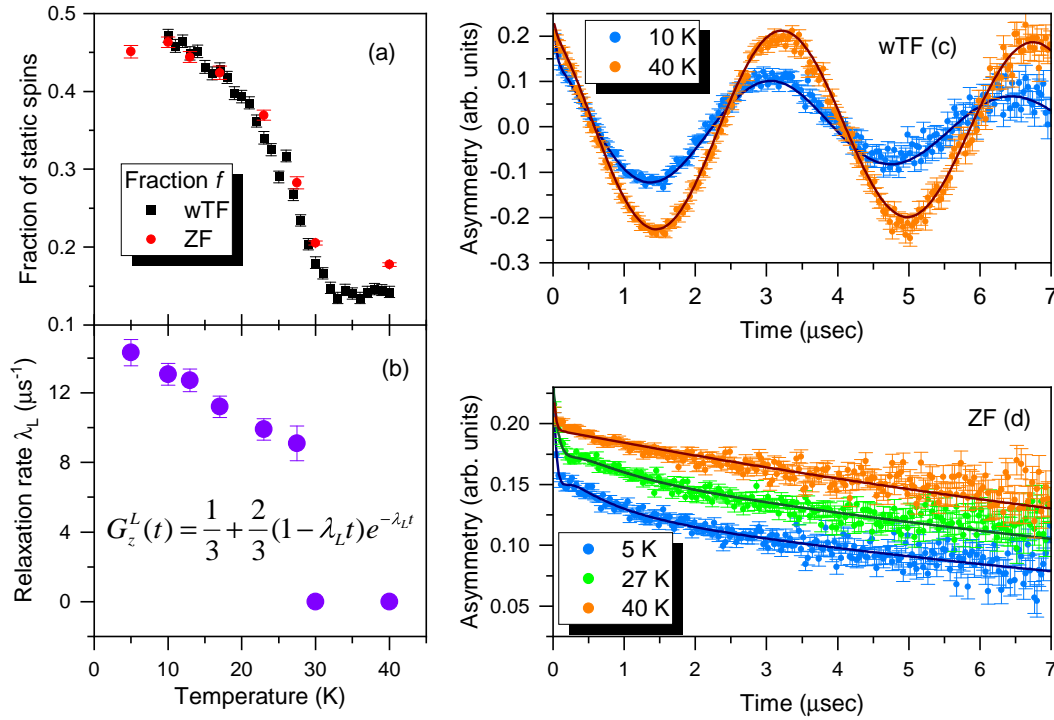 0.5
0.4
0.3
0.2
0.1
Fraction of static spins
(a)
Fraction f
wTF
ZF
12
8
4
0
Relaxation rate λL (μs-1)
(b)
GzL(t) = 1/3 + 2/3 (1 − λLt)e−λLt
0 10 20 30 40
Temperature (K)
0.2
0.1
0.0
-0.1
-0.2
-0.3
Asymmetry (arb. units)
10 K
40 K
wTF (c)
0 1 2 3 4 5 6 7
Time (μsec)
0.20
0.15
0.10
0.05
Asymmetry (arb. units)
ZF (d)
5 K
27 K
40 K
0 1 2 3 4 5 6 7
Time (μsec)